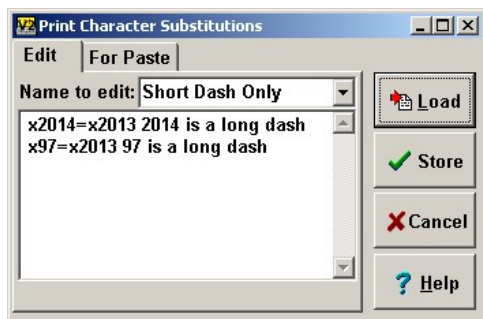 Print Character Substitutions
Edit
For Paste
Name to edit: Short Dash Only
x2014=x2013 2014 is a long dash
x97=x2013 97 is a long dash
Load
Store
Cancel
Help